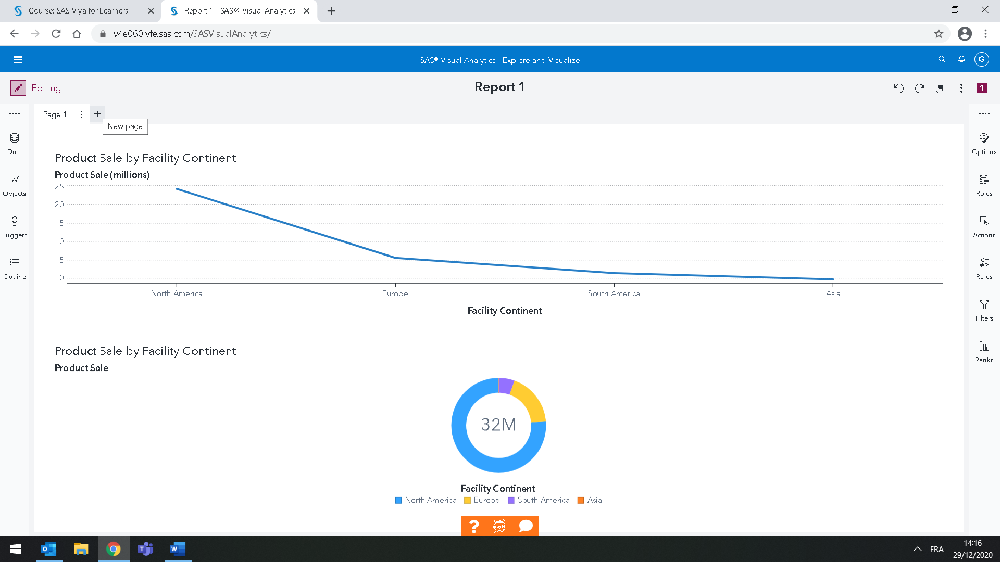 Course: SAS Viya for Learners
Report 1 - SAS® Visual Analytics
v4e060.vfe.sas.com/SASVisualAnalytics/
SAS® Visual Analytics - Explore and Visualize
G
Editing
Report 1
1
Page 1
New page
Data
Objects
Suggest
Outline
Product Sale by Facility Continent
Product Sale (millions)
25
20
15
10
5
0
North America Europe South America Asia
Facility Continent
Product Sale by Facility Continent
Product Sale
32M
Facility Continent
North America Europe South America Asia
Options
Roles
Actions
Rules
Filters
Ranks
? jupyter
FRA
14:16
29/12/2020